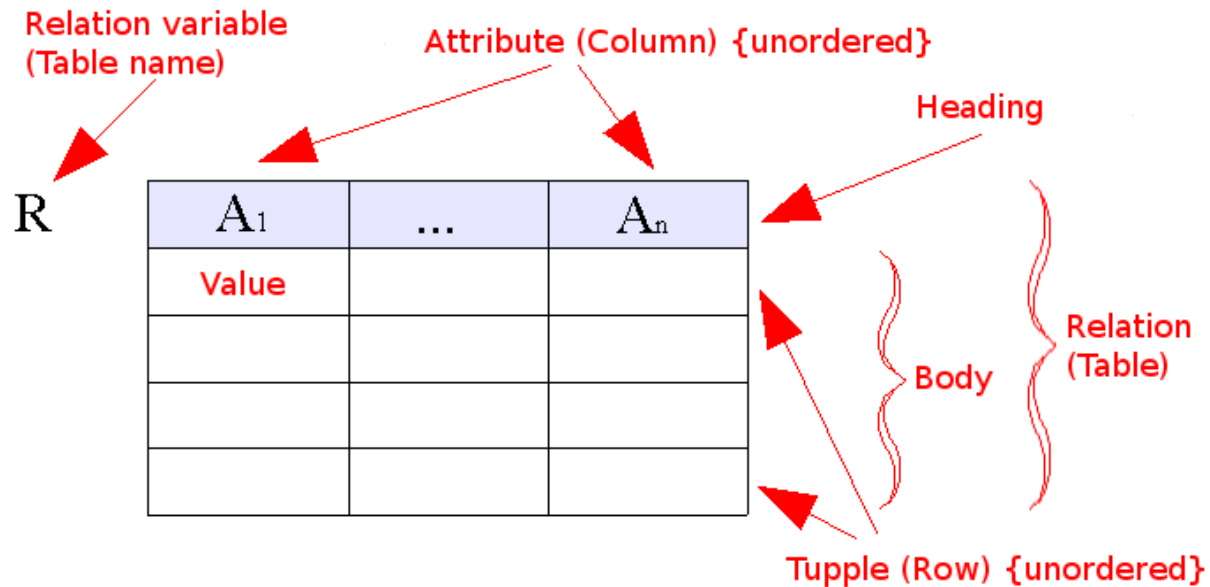 Relation variable
(Table name)
Attribute (Column) {unordered}
Heading
R
A1
...
An
Value
Relation
(Table)
Body
Tupple (Row) {unordered}